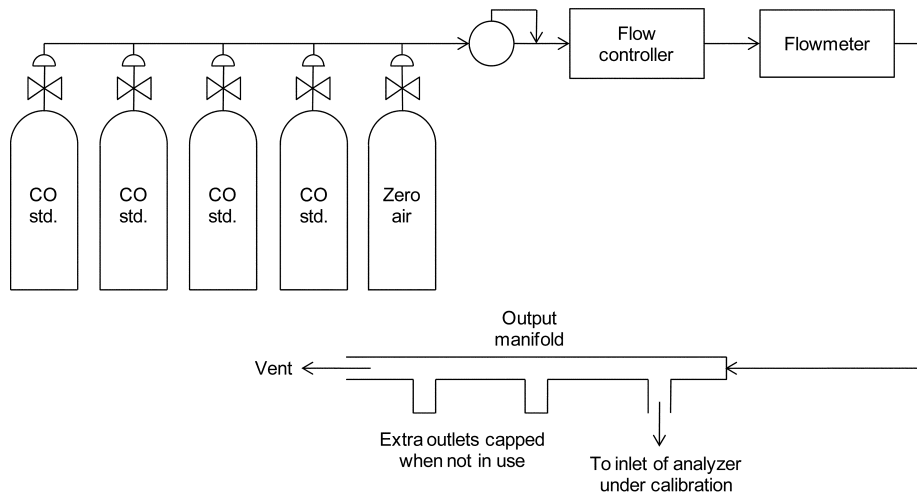 Flow
controller
Flowmeter
CO
std.
CO
std.
CO
std.
CO
std.
Zero
air
Output
manifold
Vent
Extra outlets capped
when not in use
To inlet of analyzer
under calibration